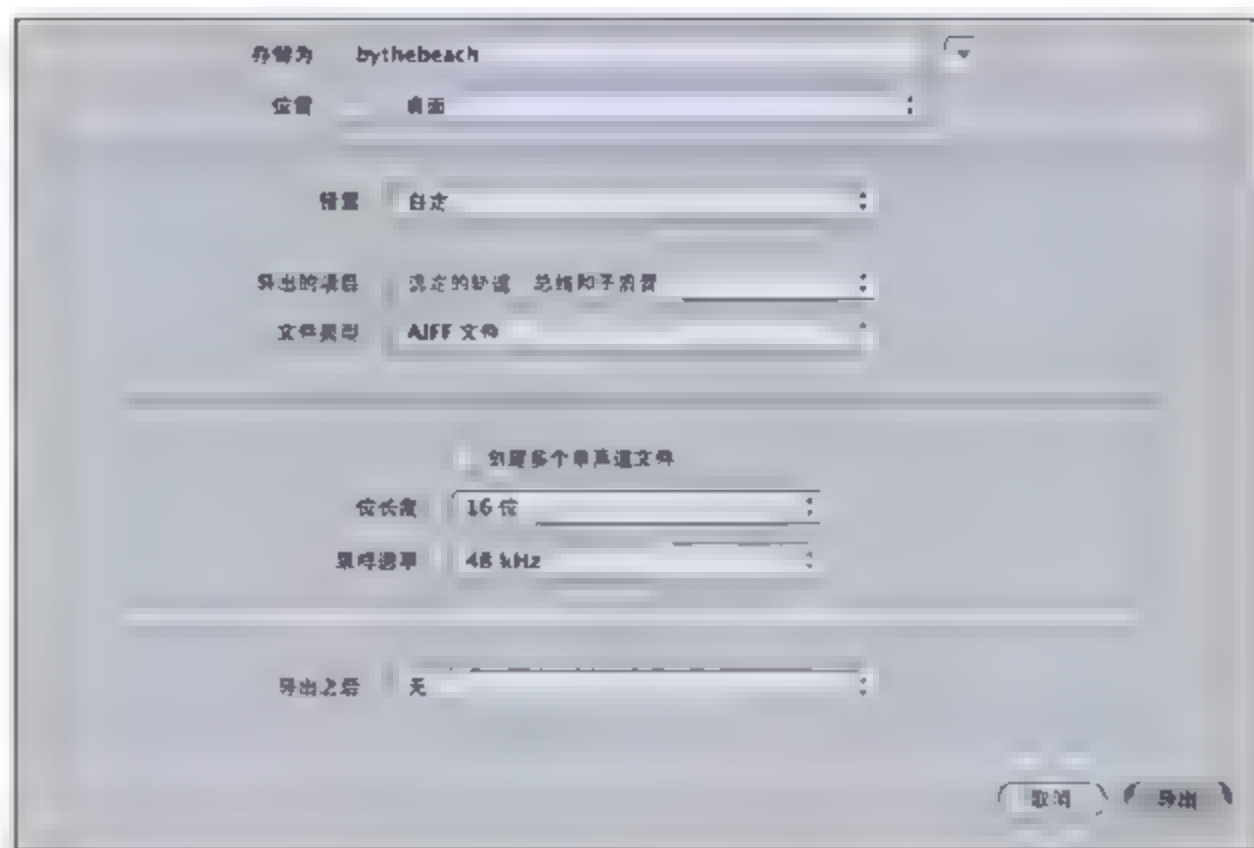 存储为 bythebeach
位置 桌面
预置 自定
导出的项目 选定的轨道、总线和子混音
文件类型 AIFF 文件
创建多个单声道文件
位长度 16 位
采样速率 48 kHz
导出之后 无
取消 导出